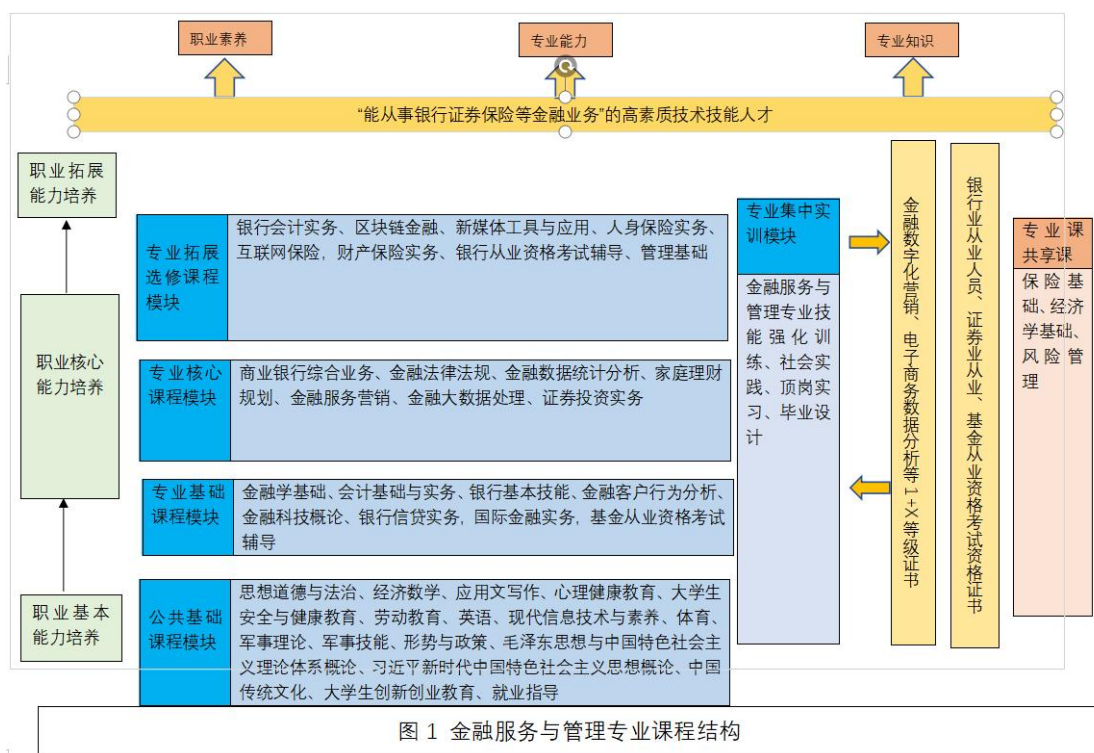 职业素养
专业能力
专业知识
“能从事银行证券保险等金融业务”的高素质技术技能人才
职业拓展
能力培养
职业核心
能力培养
职业基本
能力培养
专业拓展
选修课程
模块
银行会计实务、区块链金融、新媒体工具与应用、人身保险实务、
互联网保险，财产保险实务、银行从业资格考试辅导、管理基础
专业核心
课程模块
商业银行综合业务、金融法律法规、金融数据统计分析、家庭理财
规划、金融服务营销、金融大数据处理、证券投资实务
专业基础
课程模块
金融学基础、会计基础与实务、银行基本技能、金融客户行为分析、
金融科技概论、银行信贷实务，国际金融实务，基金从业资格考试
辅导
公共基础
课程模块
思想道德与法治、经济数学、应用文写作、心理健康教育、大学生
安全与健康教育、劳动教育、英语、现代信息技术与素养、体育、
军事理论、军事技能、形势与政策、毛泽东思想与中国特色社会主
义理论体系概论、习近平新时代中国特色社会主义思想概论、中国
传统文化、大学生创新创业教育、就业指导
专业集中实
训模块
金融服务与
管理专业技
能强化训
练、社会实
践、顶岗实
习、毕业设
计
金融数字化营销、电子商务数据分析等1+X等级证书
银行业从业人员、证券业从业、基金从业资格考试资格证书
专业课
共享课
保险基
础、经济
学基础、
风险管
理
图 1 金融服务与管理专业课程结构